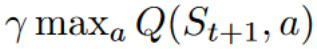 γ max_a Q(S_{t+1}, a)